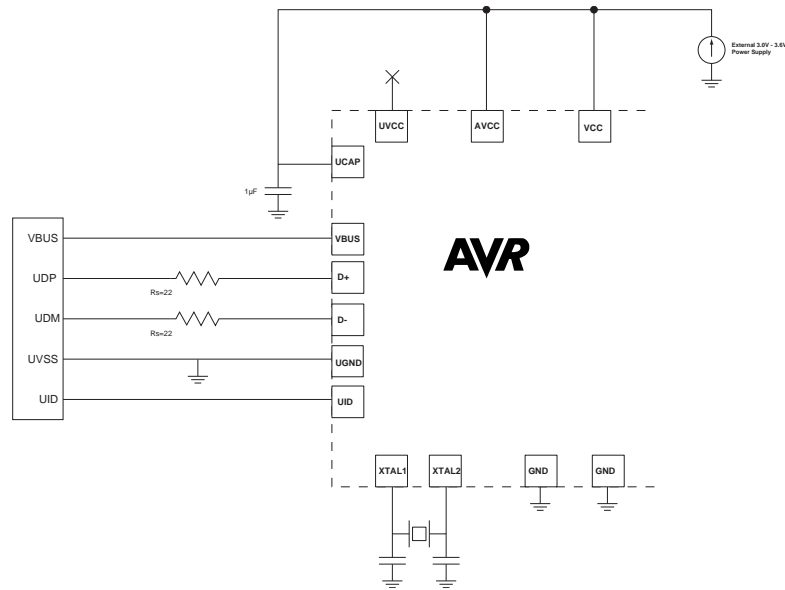 External 3.0V - 3.6V
Power Supply
UVCC
AVCC
VCC
UCAP
1µF
VBUS
VBUS
UDP
Rs=22
D+
UDM
Rs=22
D-
UVSS
UGND
UID
UID
AVR
XTAL1
XTAL2
GND
GND